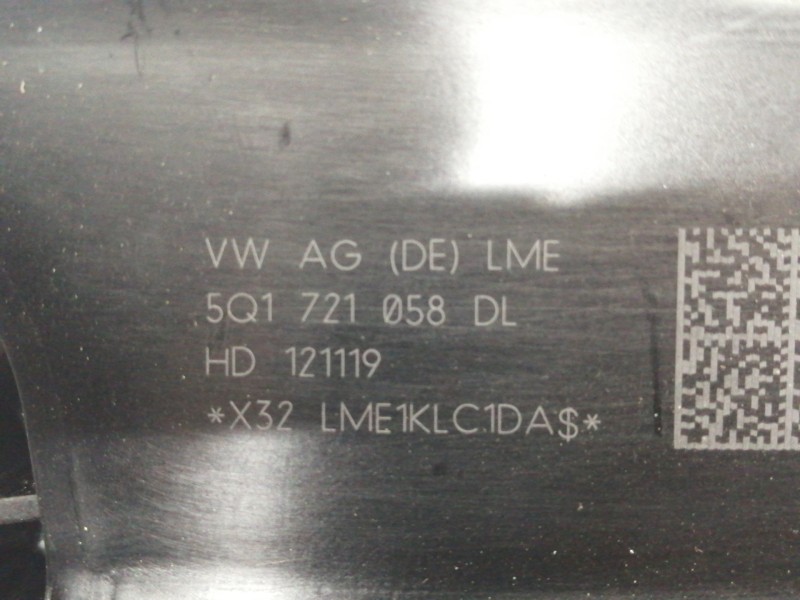 VW AG (DE) LME
5Q1 721 058 DL
HD 121119
*X32 LME1KLC1DA$*